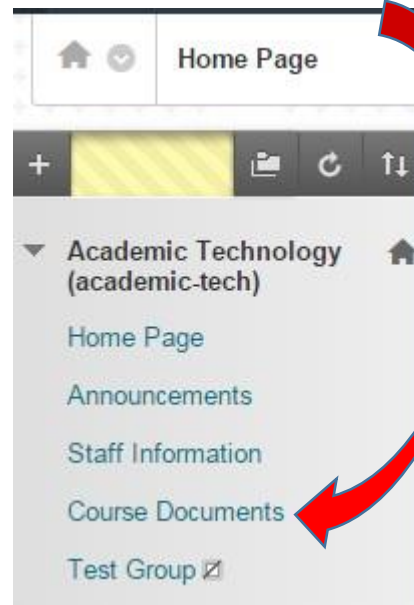 Home Page
Academic Technology
(academic-tech)
Home Page
Announcements
Staff Information
Course Documents
Test Group